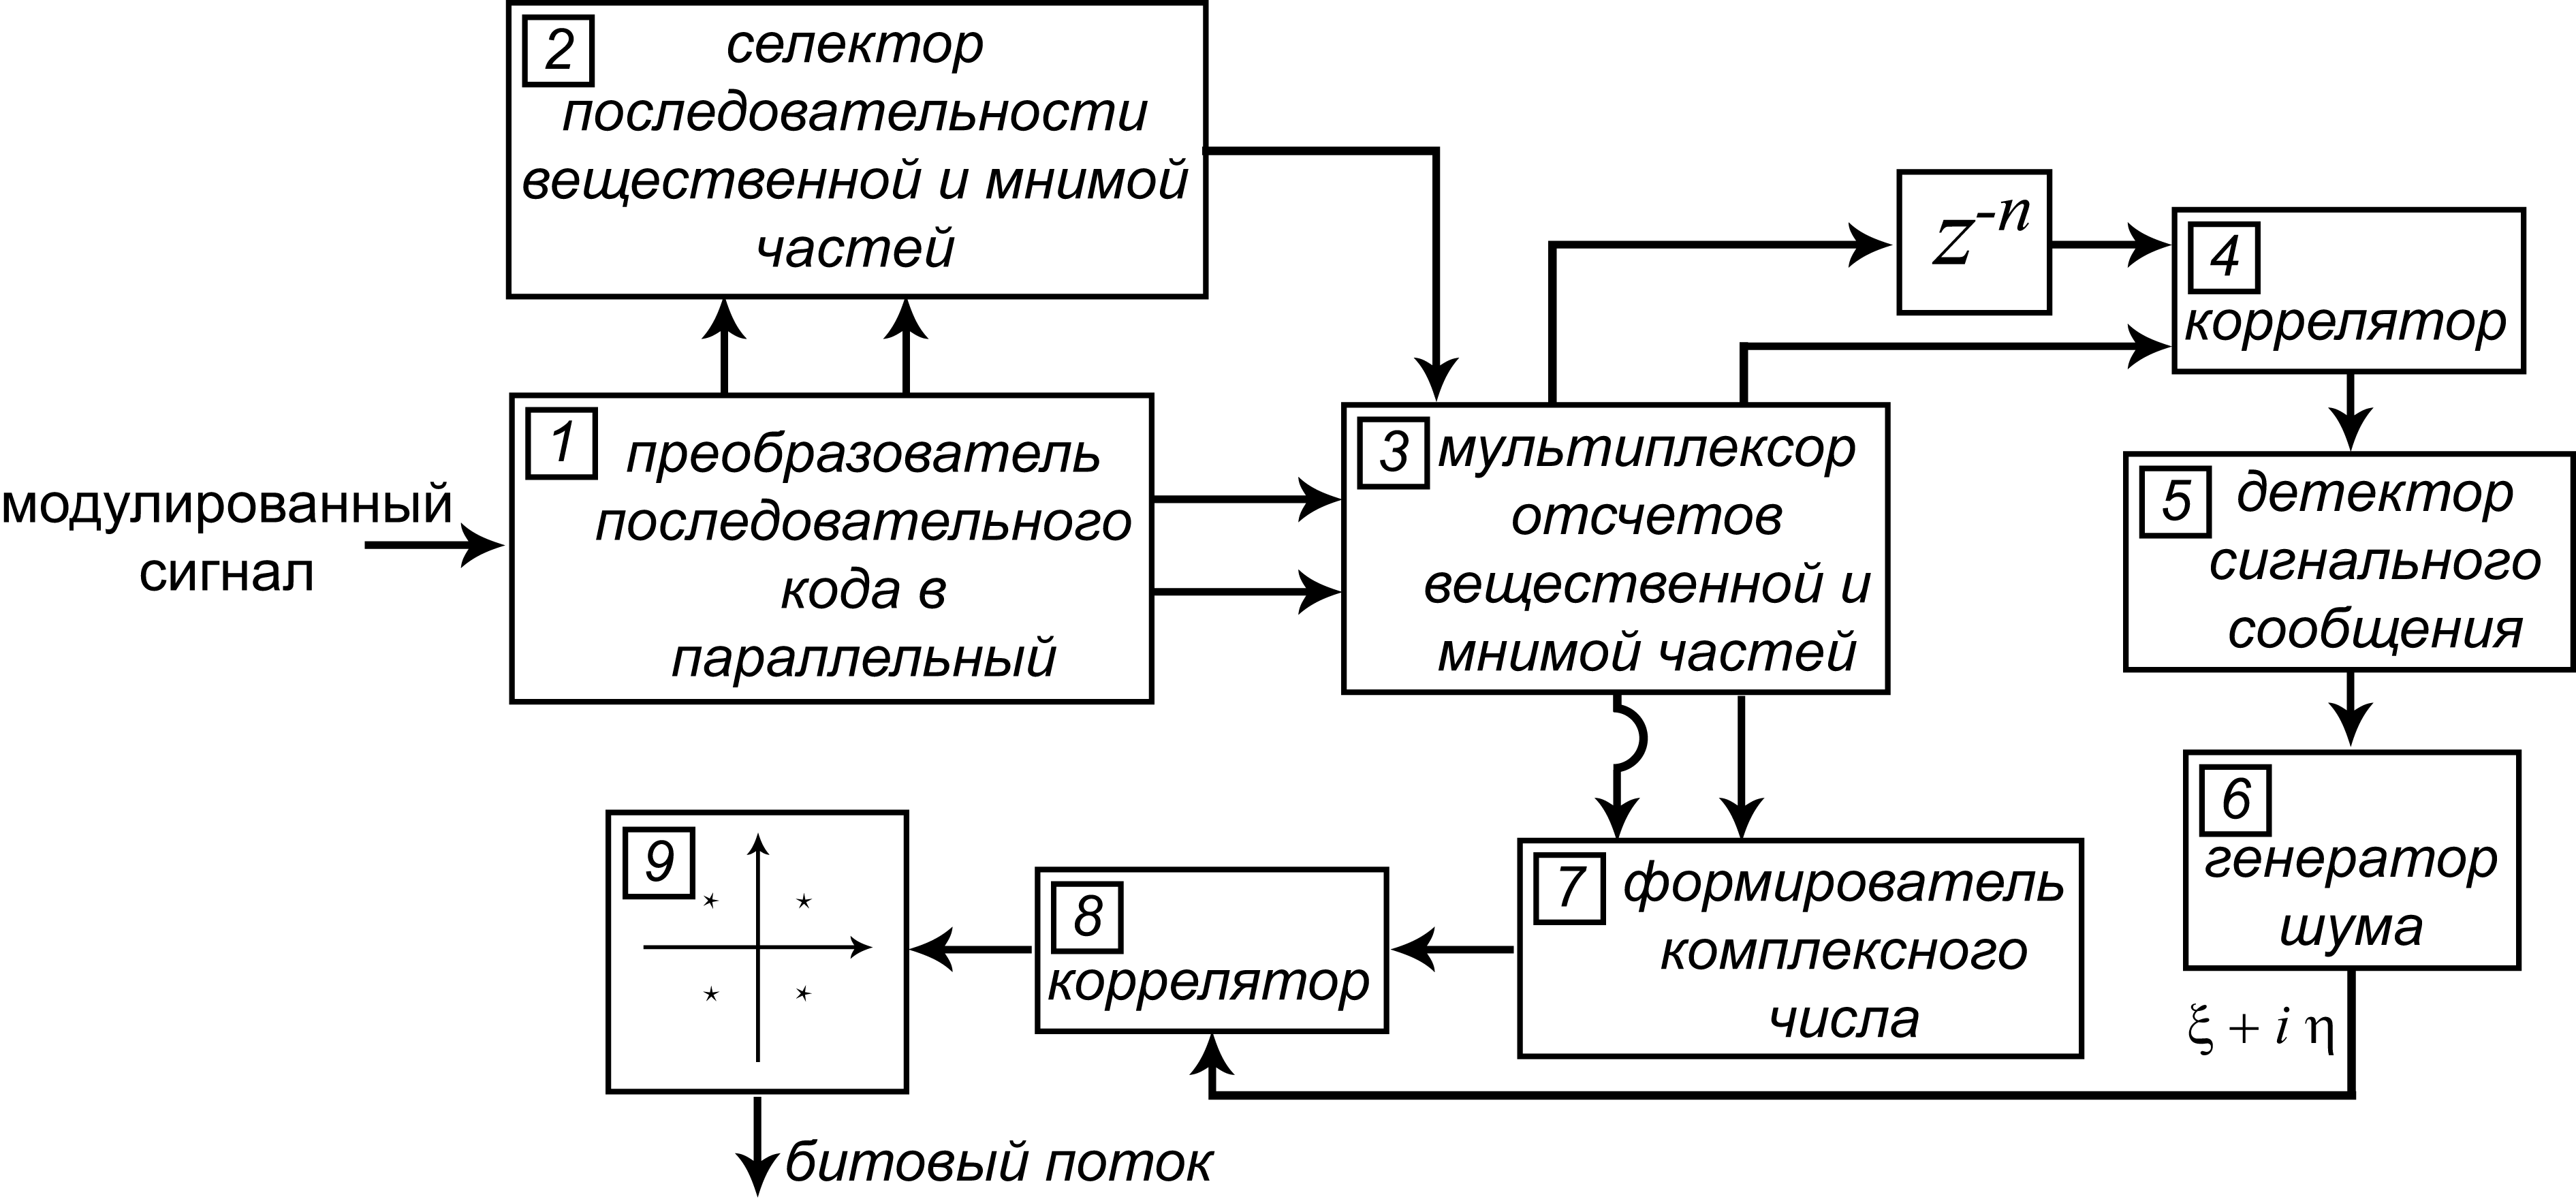 2
селектор
последовательности
вещественной и мнимой
частей
z-n
4
коррелятор
модулированный
сигнал
1
преобразователь
последовательного
кода в
параллельный
3
мультиплексор
отсчетов
вещественной и
мнимой частей
5
детектор
сигнального
сообщения
6
генератор
шума
ξ + i η
7
формирователь
комплексного
числа
8
коррелятор
9
битовый поток